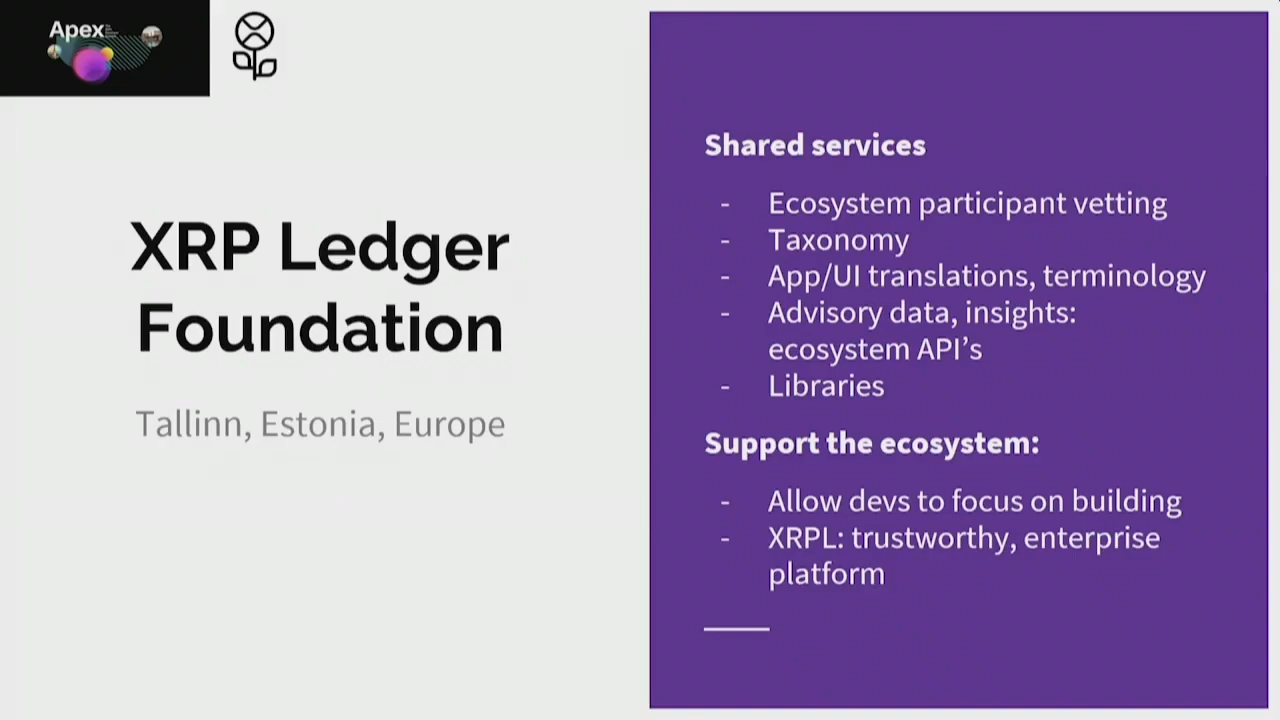 Apex
XRP Ledger
Foundation
Tallinn, Estonia, Europe
Shared services
- Ecosystem participant vetting
- Taxonomy
- App/UI translations, terminology
- Advisory data, insights:
ecosystem API’s
- Libraries
Support the ecosystem:
- Allow devs to focus on building
- XRPL: trustworthy, enterprise
platform